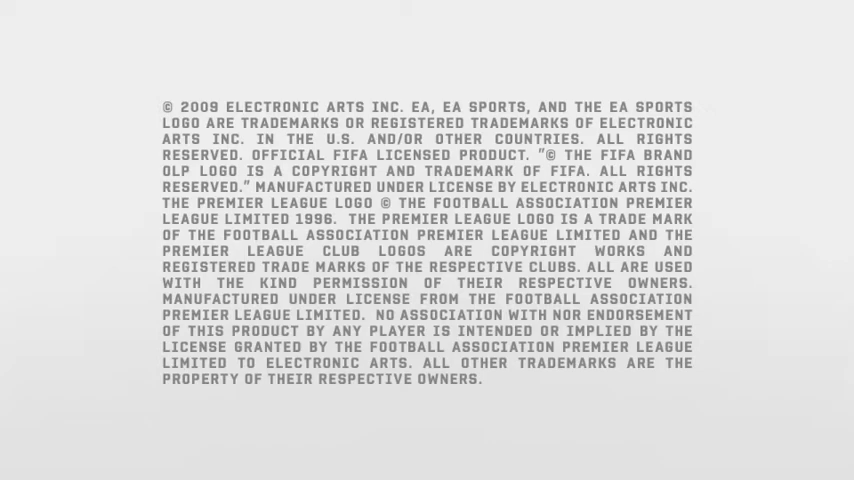 © 2009 ELECTRONIC ARTS INC. EA, EA SPORTS, AND THE EA SPORTS
LOGO ARE TRADEMARKS OR REGISTERED TRADEMARKS OF ELECTRONIC
ARTS INC. IN THE U.S. AND/OR OTHER COUNTRIES. ALL RIGHTS
RESERVED. OFFICIAL FIFA LICENSED PRODUCT. "© THE FIFA BRAND
OLP LOGO IS A COPYRIGHT AND TRADEMARK OF FIFA. ALL RIGHTS
RESERVED." MANUFACTURED UNDER LICENSE BY ELECTRONIC ARTS INC.
THE PREMIER LEAGUE LOGO © THE FOOTBALL ASSOCIATION PREMIER
LEAGUE LIMITED 1996. THE PREMIER LEAGUE LOGO IS A TRADE MARK
OF THE FOOTBALL ASSOCIATION PREMIER LEAGUE LIMITED AND THE
PREMIER LEAGUE CLUB LOGOS ARE COPYRIGHT WORKS AND
REGISTERED TRADE MARKS OF THE RESPECTIVE CLUBS. ALL ARE USED
WITH THE KIND PERMISSION OF THEIR RESPECTIVE OWNERS.
MANUFACTURED UNDER LICENSE FROM THE FOOTBALL ASSOCIATION
PREMIER LEAGUE LIMITED. NO ASSOCIATION WITH NOR ENDORSEMENT
OF THIS PRODUCT BY ANY PLAYER IS INTENDED OR IMPLIED BY THE
LICENSE GRANTED BY THE FOOTBALL ASSOCIATION PREMIER LEAGUE
LIMITED TO ELECTRONIC ARTS. ALL OTHER TRADEMARKS ARE THE
PROPERTY OF THEIR RESPECTIVE OWNERS.